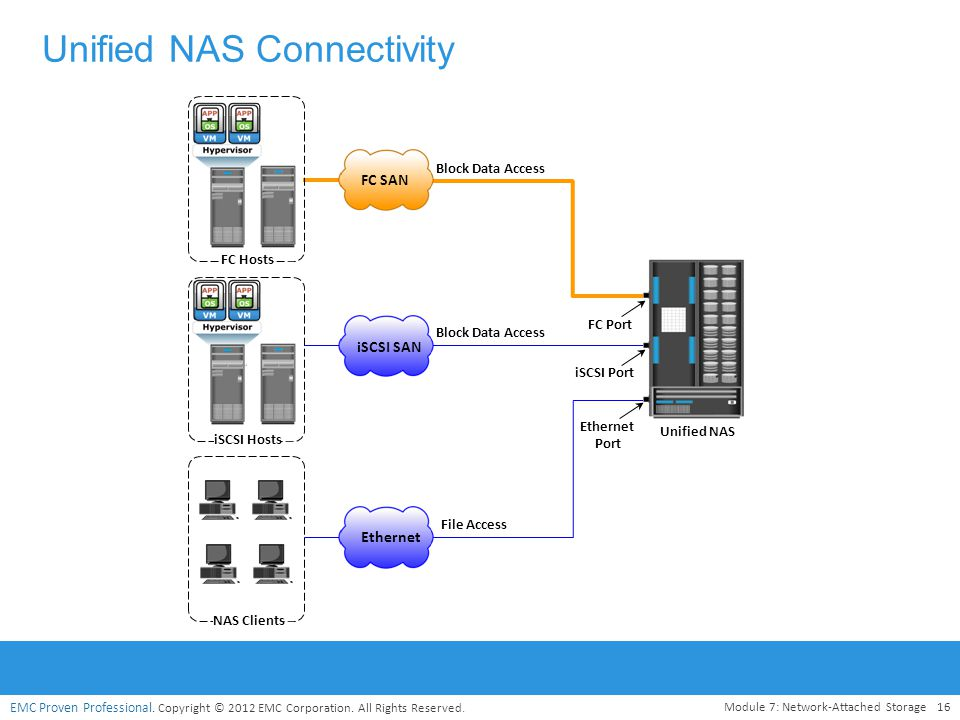 Unified NAS Connectivity
APP APP
OS OS
VM VM
Hypervisor
FC Hosts
FC SAN
Block Data Access
APP APP
OS OS
VM VM
Hypervisor
iSCSI Hosts
iSCSI SAN
Block Data Access
FC Port
iSCSI Port
Ethernet
Port
Unified NAS
Ethernet
File Access
NAS Clients
EMC Proven Professional. Copyright © 2012 EMC Corporation. All Rights Reserved.
Module 7: Network-Attached Storage 16